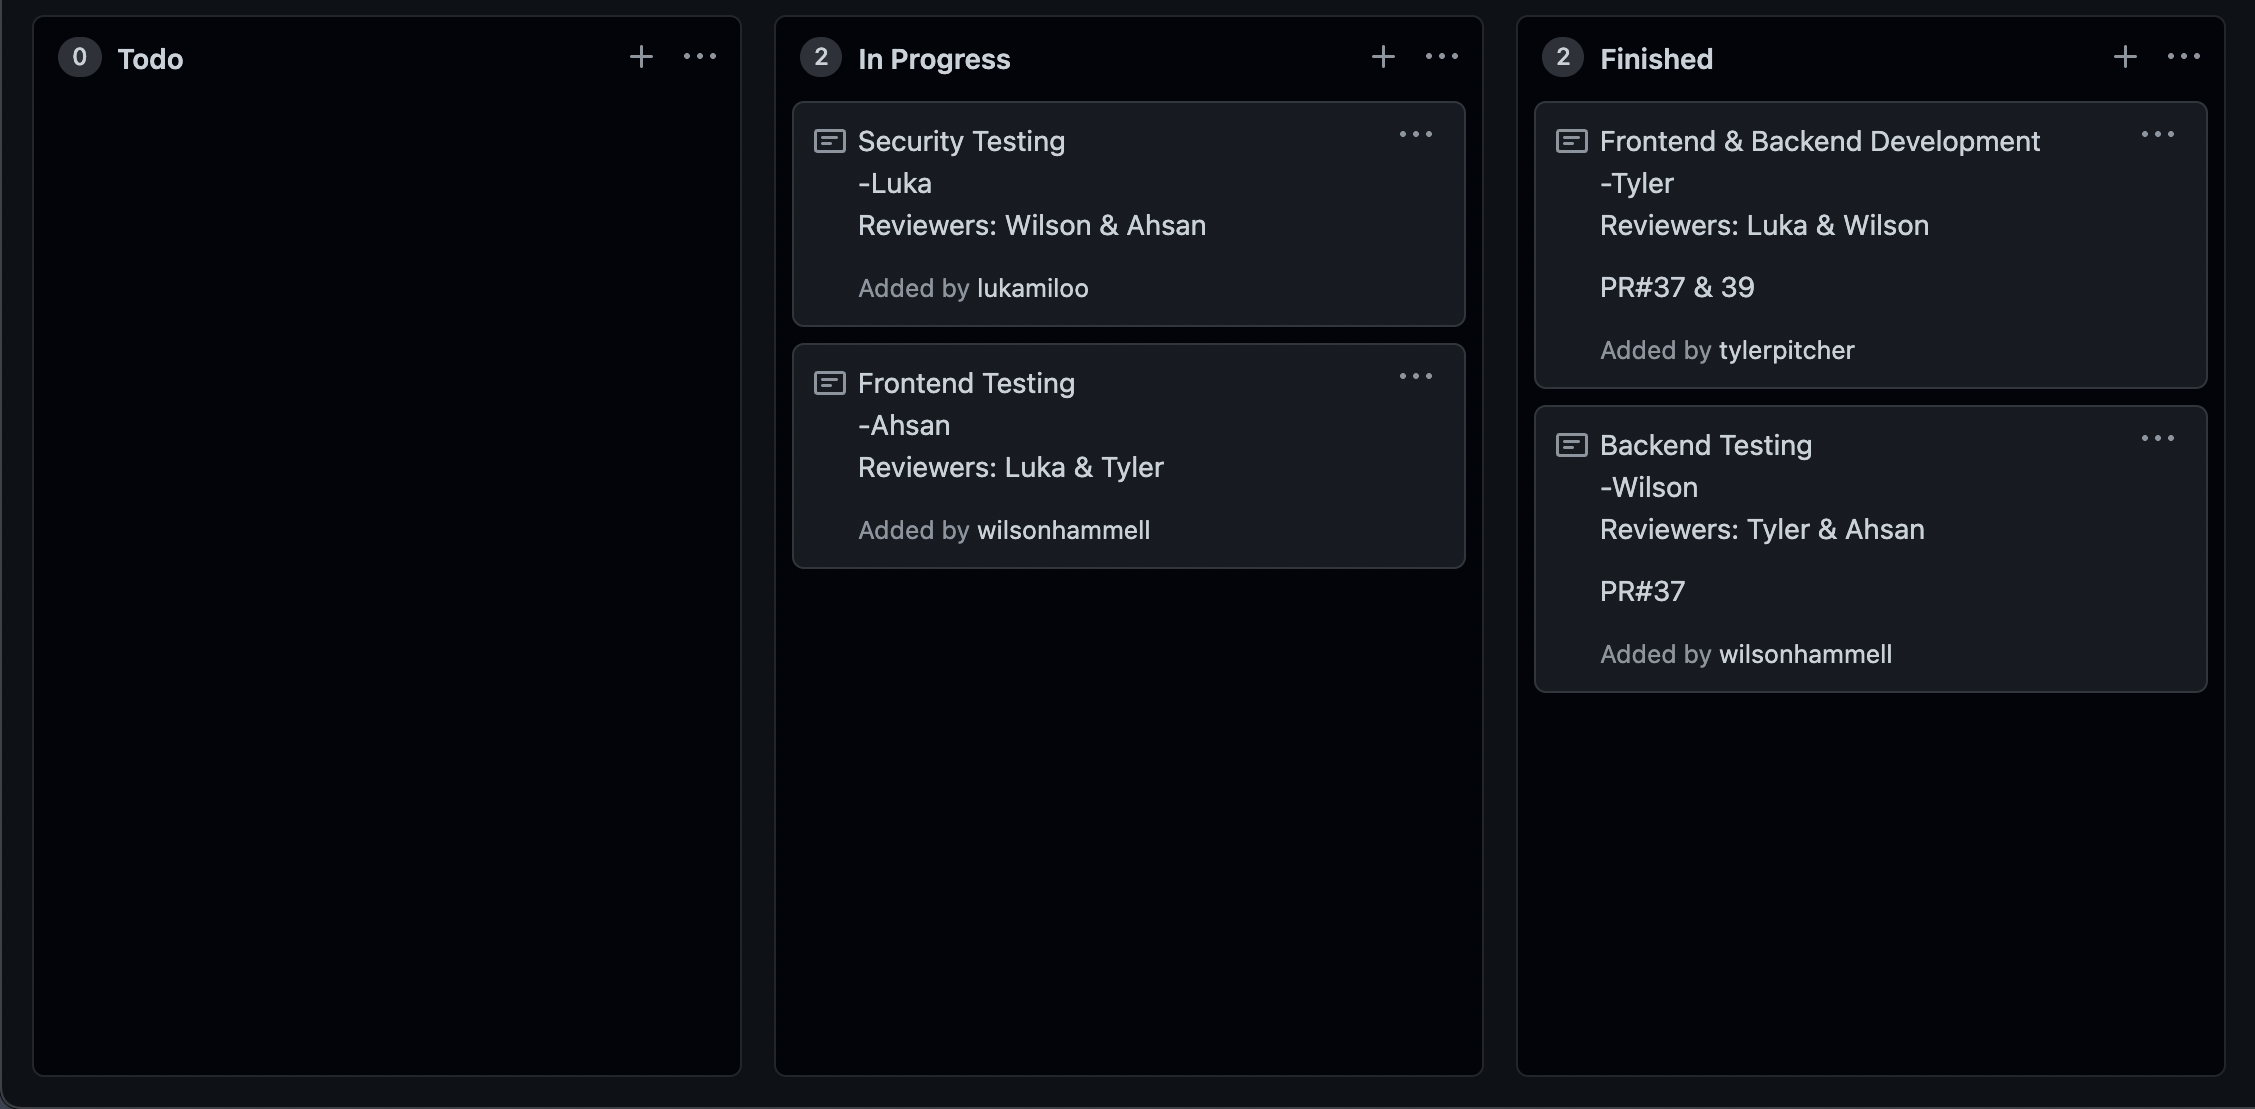 0 Todo
2 In Progress
Security Testing
-Luka
Reviewers: Wilson & Ahsan
Added by lukamiloo
Frontend Testing
-Ahsan
Reviewers: Luka & Tyler
Added by wilsonhammell
2 Finished
Frontend & Backend Development
-Tyler
Reviewers: Luka & Wilson
PR#37 & 39
Added by tylerpitcher
Backend Testing
-Wilson
Reviewers: Tyler & Ahsan
PR#37
Added by wilsonhammell